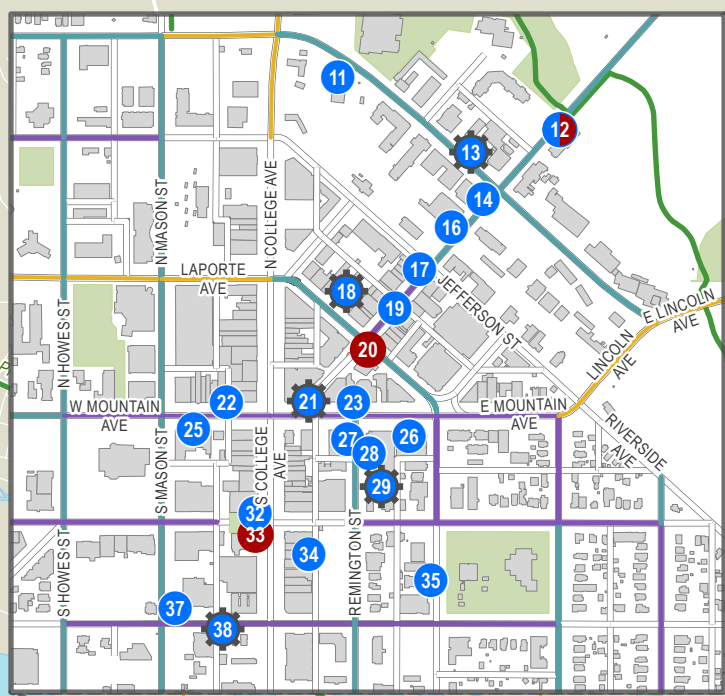 11
12
13
14
N MASON ST
N COLLEGE AVE
16
17
LAPORTE
AVE
18
JEFFERSON ST
19
E LINCOLN
AVE
N HOWES ST
20
LINCOLN
AVE
W MOUNTAIN
AVE
22
21
23
E MOUNTAIN
AVE
25
27
28
26
RIVERSIDE
AVE
S MASON ST
S COLLEGE
AVE
29
32
33
REMINGTON ST
34
S HOWES ST
35
37
38